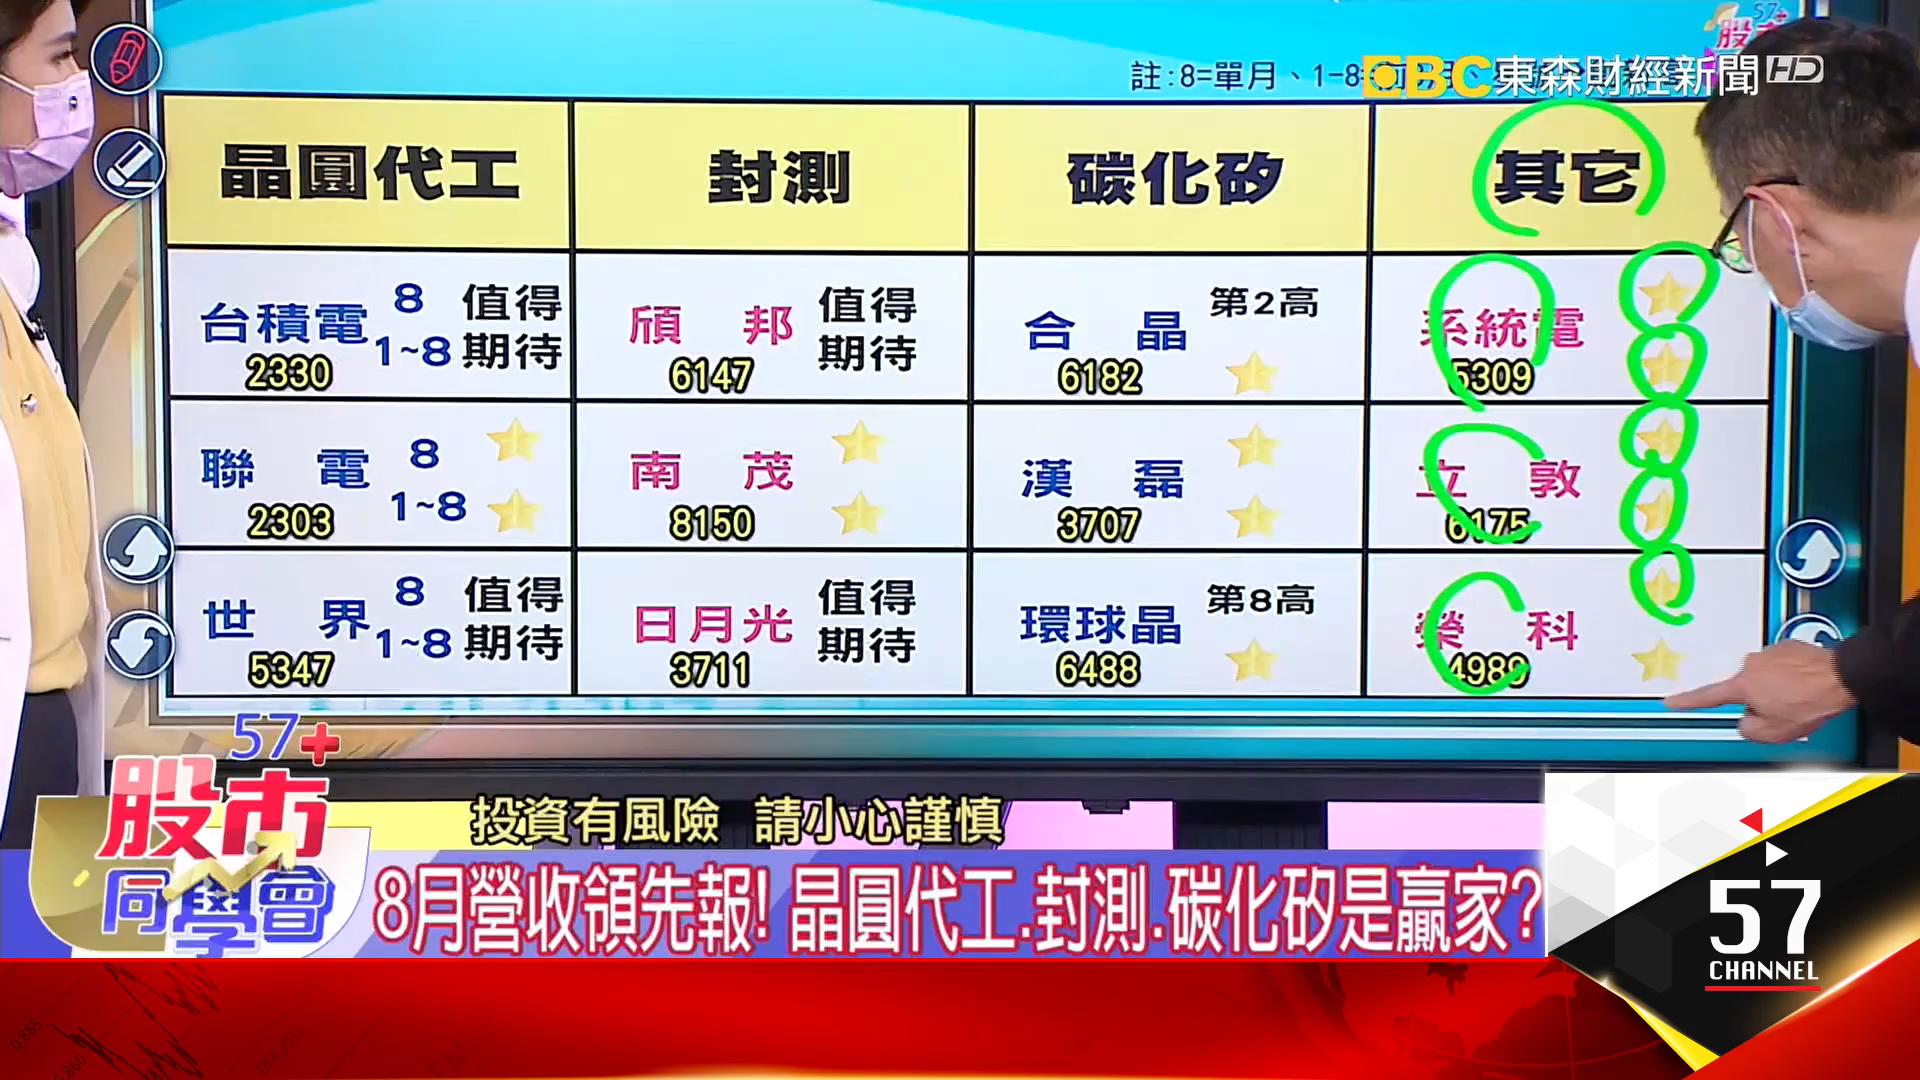 57+
股市
註:8=單月、1-8=
EBC東森財經新聞HD
晶圓代工 封測 碳化矽 其它
台積電 2330 8 1~8 值得期待
頎邦 6147 值得期待
合晶 6182 第2高
系統電 5309
聯電 2303 8 1~8
南茂 8150
漢磊 3707
立敦 6175
世界 5347 8 1~8 值得期待
日月光 3711 值得期待
環球晶 6488 第8高
榮科 4989
57+
股市
同學會
投資有風險 請小心謹慎
8月營收領先報!晶圓代工.封測.碳化矽是贏家?
57
CHANNEL